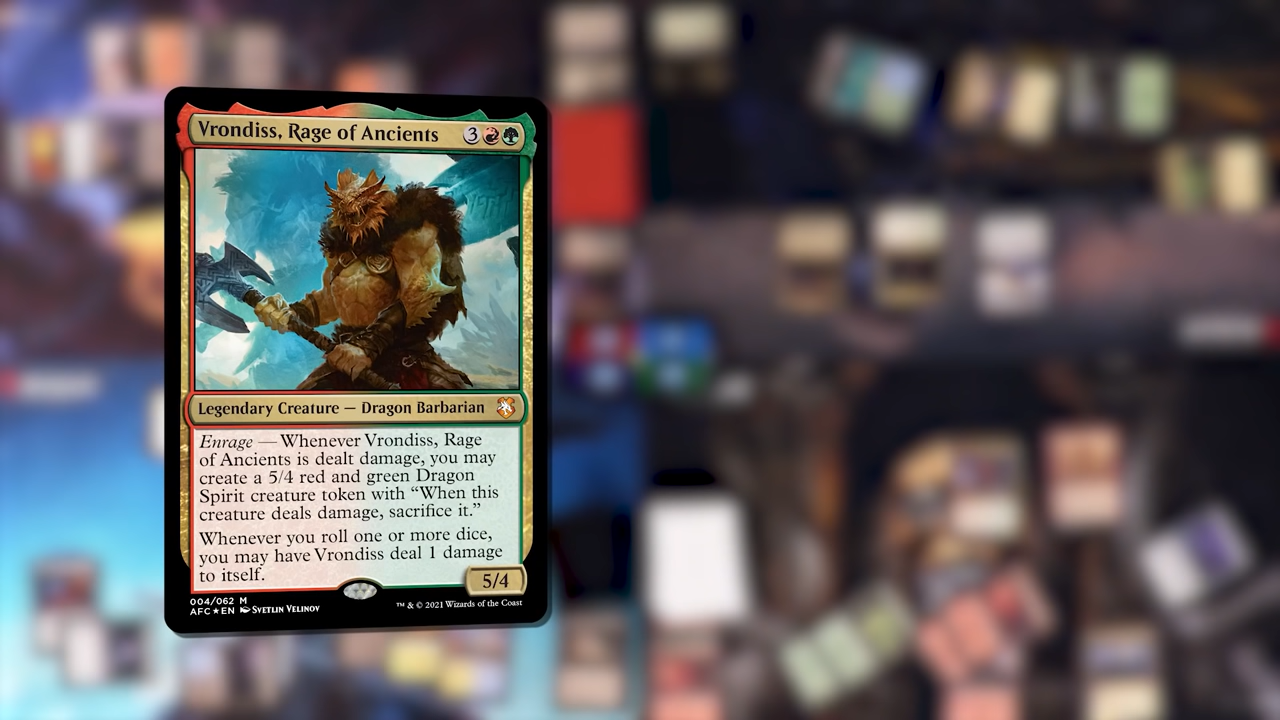 Vrondiss, Rage of Ancients 3
Legendary Creature — Dragon Barbarian
Enrage — Whenever Vrondiss, Rage
of Ancients is dealt damage, you may
create a 5/4 red and green Dragon
Spirit creature token with “When this
creature deals damage, sacrifice it.”
Whenever you roll one or more dice,
you may have Vrondiss deal 1 damage
to itself.
5/4
004/062 M
AFC★EN Svetlin Velinov
™ & © 2021 Wizards of the Coast